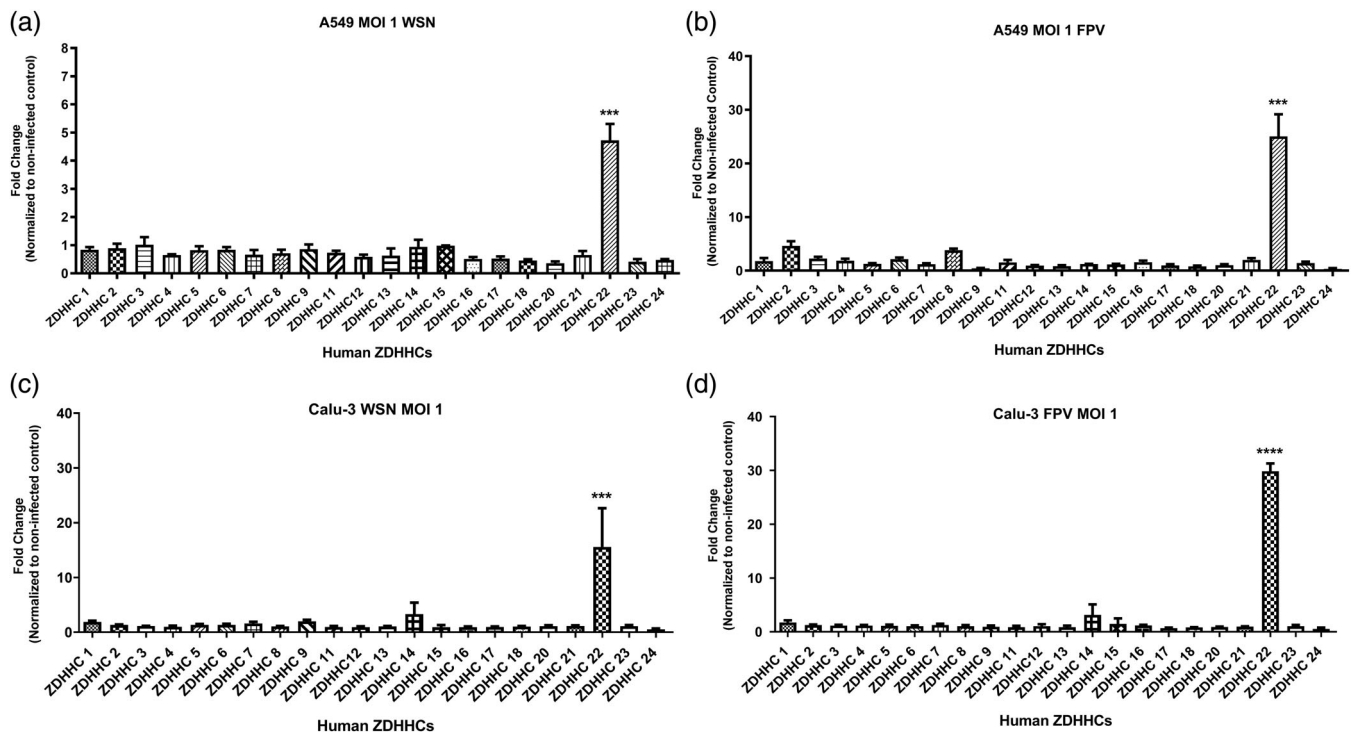 (a)
A549 MOI 1 WSN
Fold Change
(Normalized to non-infected control)
8
7
6
5
4
3
2
1
0
***
ZDHHC 1
ZDHHC 2
ZDHHC 3
ZDHHC 4
ZDHHC 5
ZDHHC 6
ZDHHC 7
ZDHHC 8
ZDHHC 9
ZDHHC 11
ZDHHC 12
ZDHHC 13
ZDHHC 14
ZDHHC 15
ZDHHC 16
ZDHHC 17
ZDHHC 18
ZDHHC 20
ZDHHC 21
ZDHHC 22
ZDHHC 23
ZDHHC 24
Human ZDHHCs
(b)
A549 MOI 1 FPV
Fold Change
(Normalized to Non-infected Control)
40
30
20
10
0
***
ZDHHC 1
ZDHHC 2
ZDHHC 3
ZDHHC 4
ZDHHC 5
ZDHHC 6
ZDHHC 7
ZDHHC 8
ZDHHC 9
ZDHHC 11
ZDHHC 12
ZDHHC 13
ZDHHC 14
ZDHHC 15
ZDHHC 16
ZDHHC 17
ZDHHC 18
ZDHHC 20
ZDHHC 21
ZDHHC 22
ZDHHC 23
ZDHHC 24
Human ZDHHCs
(c)
Calu-3 WSN MOI 1
Fold Change
(Normalized to non-infected control)
40
30
20
10
0
***
ZDHHC 1
ZDHHC 2
ZDHHC 3
ZDHHC 4
ZDHHC 5
ZDHHC 6
ZDHHC 7
ZDHHC 8
ZDHHC 9
ZDHHC 11
ZDHHC 12
ZDHHC 13
ZDHHC 14
ZDHHC 15
ZDHHC 16
ZDHHC 17
ZDHHC 18
ZDHHC 20
ZDHHC 21
ZDHHC 22
ZDHHC 23
ZDHHC 24
Human ZDHHCs
(d)
Calu-3 FPV MOI 1
Fold Change
(Normalized to non-infected control)
40
30
20
10
0
****
ZDHHC 1
ZDHHC 2
ZDHHC 3
ZDHHC 4
ZDHHC 5
ZDHHC 6
ZDHHC 7
ZDHHC 8
ZDHHC 9
ZDHHC 11
ZDHHC 12
ZDHHC 13
ZDHHC 14
ZDHHC 15
ZDHHC 16
ZDHHC 17
ZDHHC 18
ZDHHC 20
ZDHHC 21
ZDHHC 22
ZDHHC 23
ZDHHC 24
Human ZDHHCs